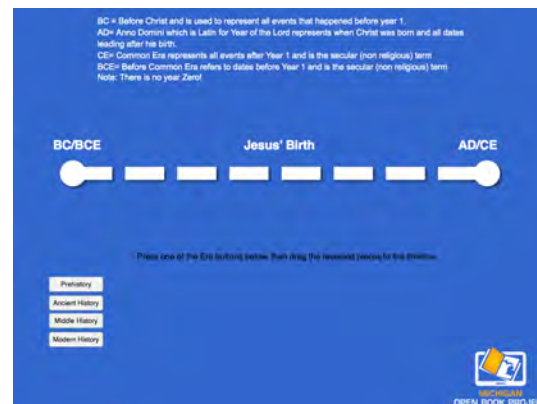 BC = Before Christ and is used to represent all events that happened before year 1.
AD= Anno Domini which is Latin for Year of the Lord represents when Christ was born and all dates
leading after his birth.
CE= Common Era represents all events after Year 1 and is the secular (non religious) term
BCE= Before Common Era refers to dates before Year 1 and is the secular (non religious) term
Note: There is no year Zero!
BC/BCE Jesus' Birth AD/CE
Press one of the Era buttons below then drag the revealed pieces to the timeline.
Prehistory
Ancient History
Middle History
Modern History
MICHIGAN
OPEN BOOK PROJE